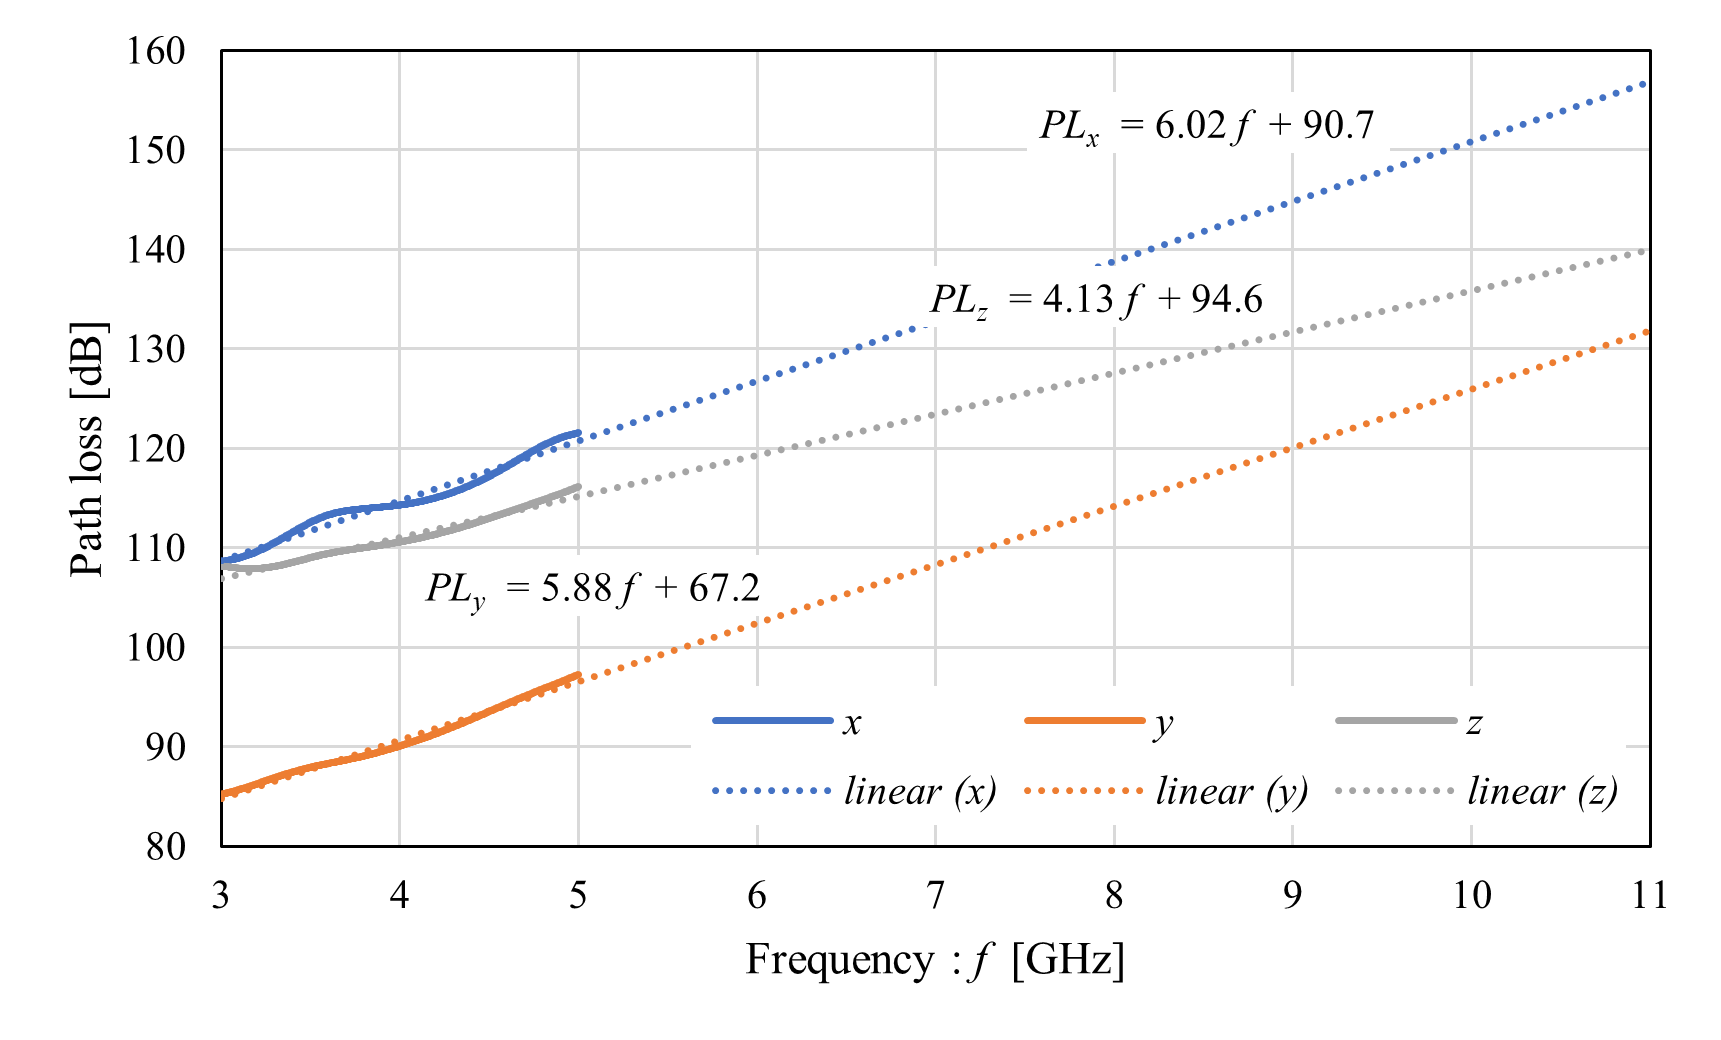 160
150
140
130
120
110
100
90
80
Path loss [dB]
PLx = 6.02 f + 90.7
PLz = 4.13 f + 94.6
PLy = 5.88 f + 67.2
x y z
linear (x) linear (y) linear (z)
3 4 5 6 7 8 9 10 11
Frequency : f [GHz]